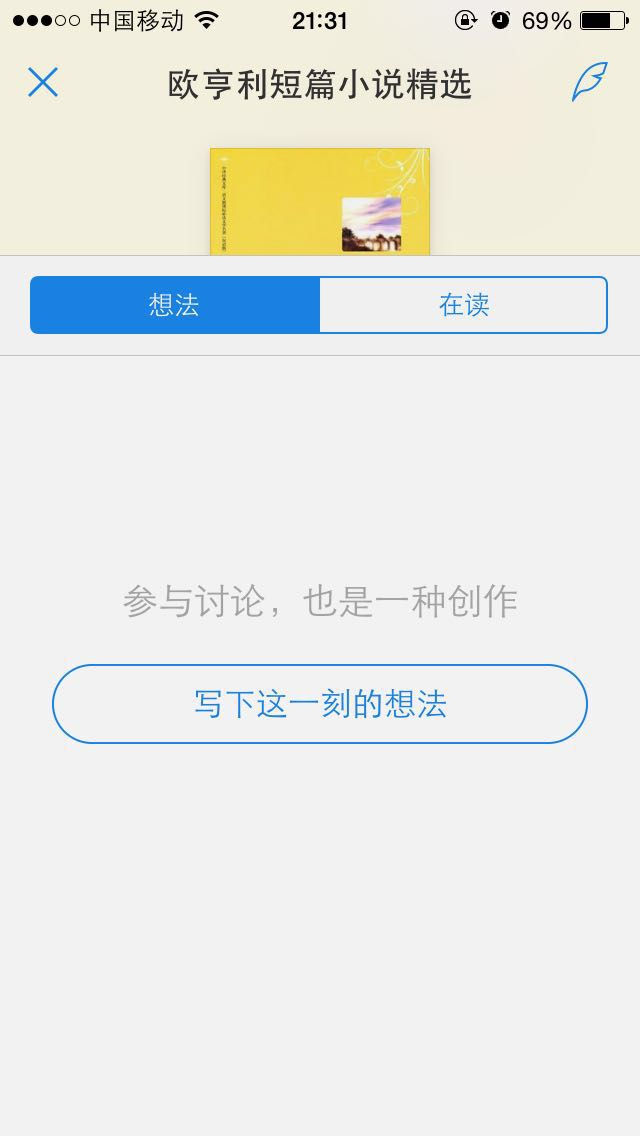 中国移动 21:31 69%
欧亨利短篇小说精选
想法 在读
参与讨论，也是一种创作
写下这一刻的想法